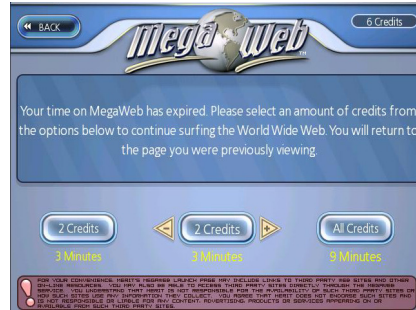 BACK
6 Credits
Mega Web
Your time on MegaWeb has expired. Please select an amount of credits from
the options below to continue surfing the World Wide Web. You will return to
the page you were previously viewing.
2 Credits
2 Credits
All Credits
3 Minutes
3 Minutes
9 Minutes
FOR YOUR CONVENIENCE, MERIT'S MEGAWEB LAUNCH PAGE MAY INCLUDE LINKS TO THIRD PARTY WEB SITES AND OTHER
ON-LINE RESOURCES. YOU MAY ALSO BE ABLE TO ACCESS THIRD PARTY SITES DIRECTLY THROUGH THE MEGAWEB
SERVICE. YOU UNDERSTAND THAT MERIT IS NOT RESPONSIBLE FOR THE AVAILABILITY OF SUCH THIRD PARTY SITES OR
HOW SUCH SITES USE ANY INFORMATION THEY COLLECT. YOU AGREE THAT MERIT DOES NOT ENDORSE SUCH SITES AND
IS NOT RESPONSIBLE OR LIABLE FOR ANY CONTENT, ADVERTISING, PRODUCTS OR SERVICES APPEARING ON OR
AVAILABLE FROM SUCH THIRD PARTY SITES.